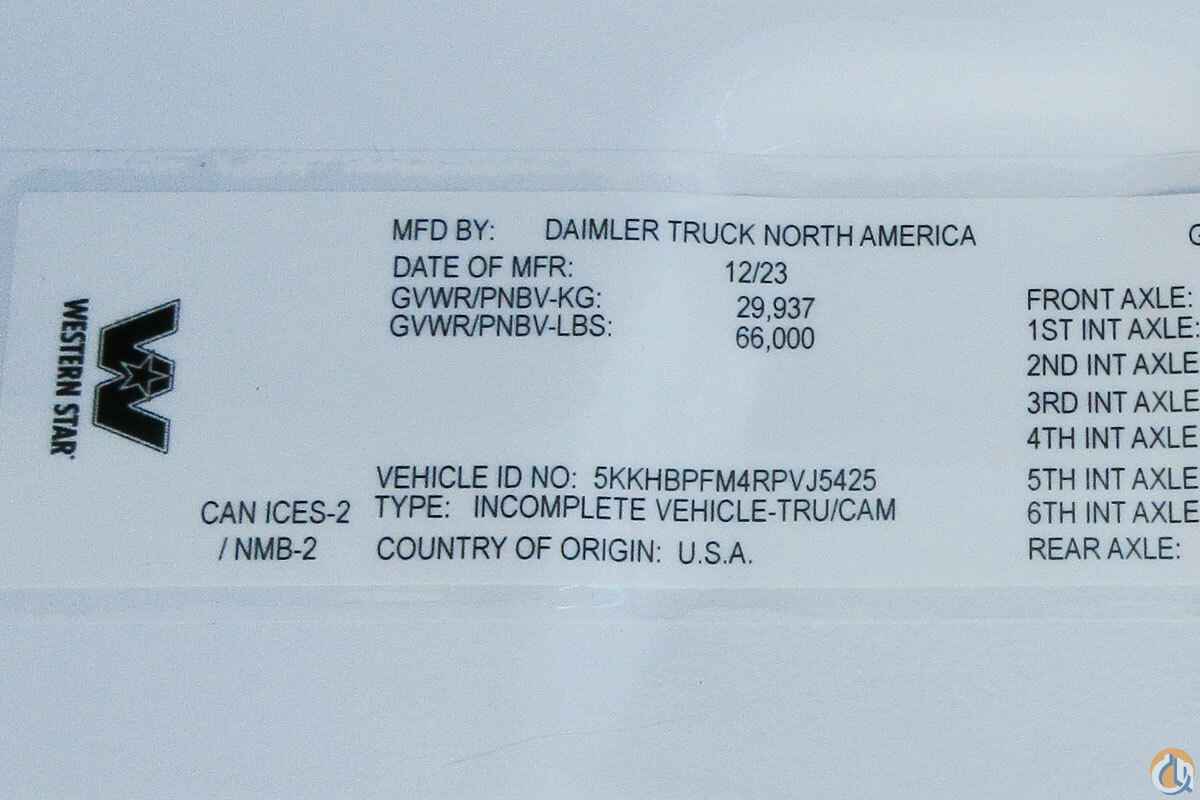 MFD BY: DAIMLER TRUCK NORTH AMERICA
DATE OF MFR: 12/23
GVWR/PNBV-KG: 29,937
GVWR/PNBV-LBS: 66,000
WESTERN STAR
VEHICLE ID NO: 5KKHBPFM4RPVJ5425
TYPE: INCOMPLETE VEHICLE-TRU/CAM
COUNTRY OF ORIGIN: U.S.A.
CAN ICES-2
/ NMB-2
G
FRONT AXLE:
1ST INT AXLE:
2ND INT AXLE
3RD INT AXLE
4TH INT AXLE
5TH INT AXLE
6TH INT AXLE
REAR AXLE: